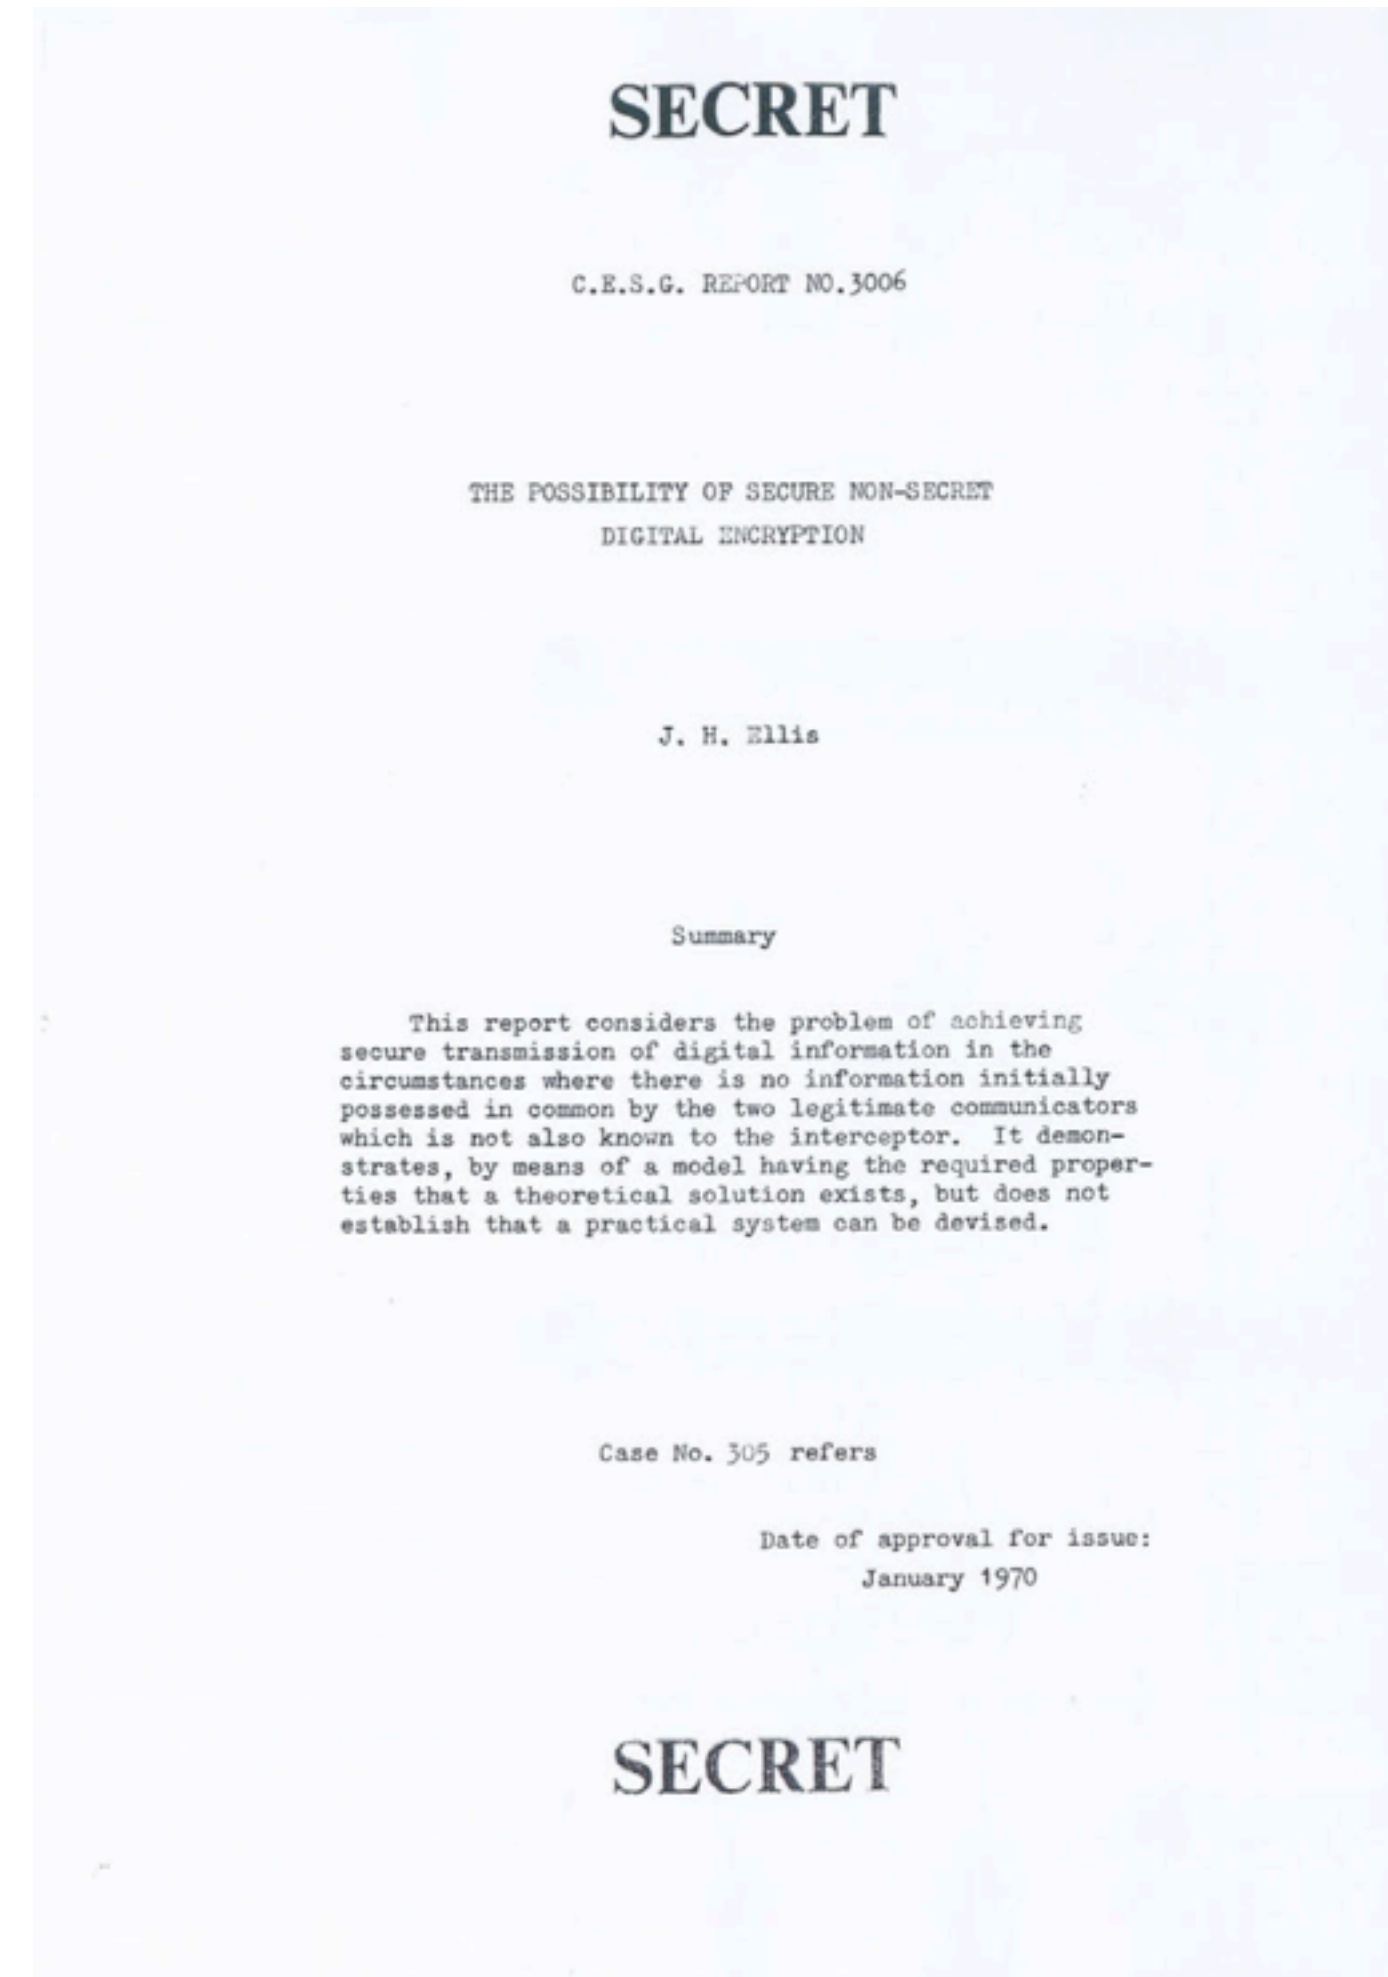 SECRET
C.E.S.G. REPORT NO.3006
THE POSSIBILITY OF SECURE NON-SECRET
DIGITAL ENCRYPTION
J. H. Ellis
Summary
This report considers the problem of achieving
secure transmission of digital information in the
circumstances where there is no information initially
possessed in common by the two legitimate communicators
which is not also known to the interceptor. It demon-
strates, by means of a model having the required proper-
ties that a theoretical solution exists, but does not
establish that a practical system can be devised.
Case No. 305 refers
Date of approval for issue:
January 1970
SECRET